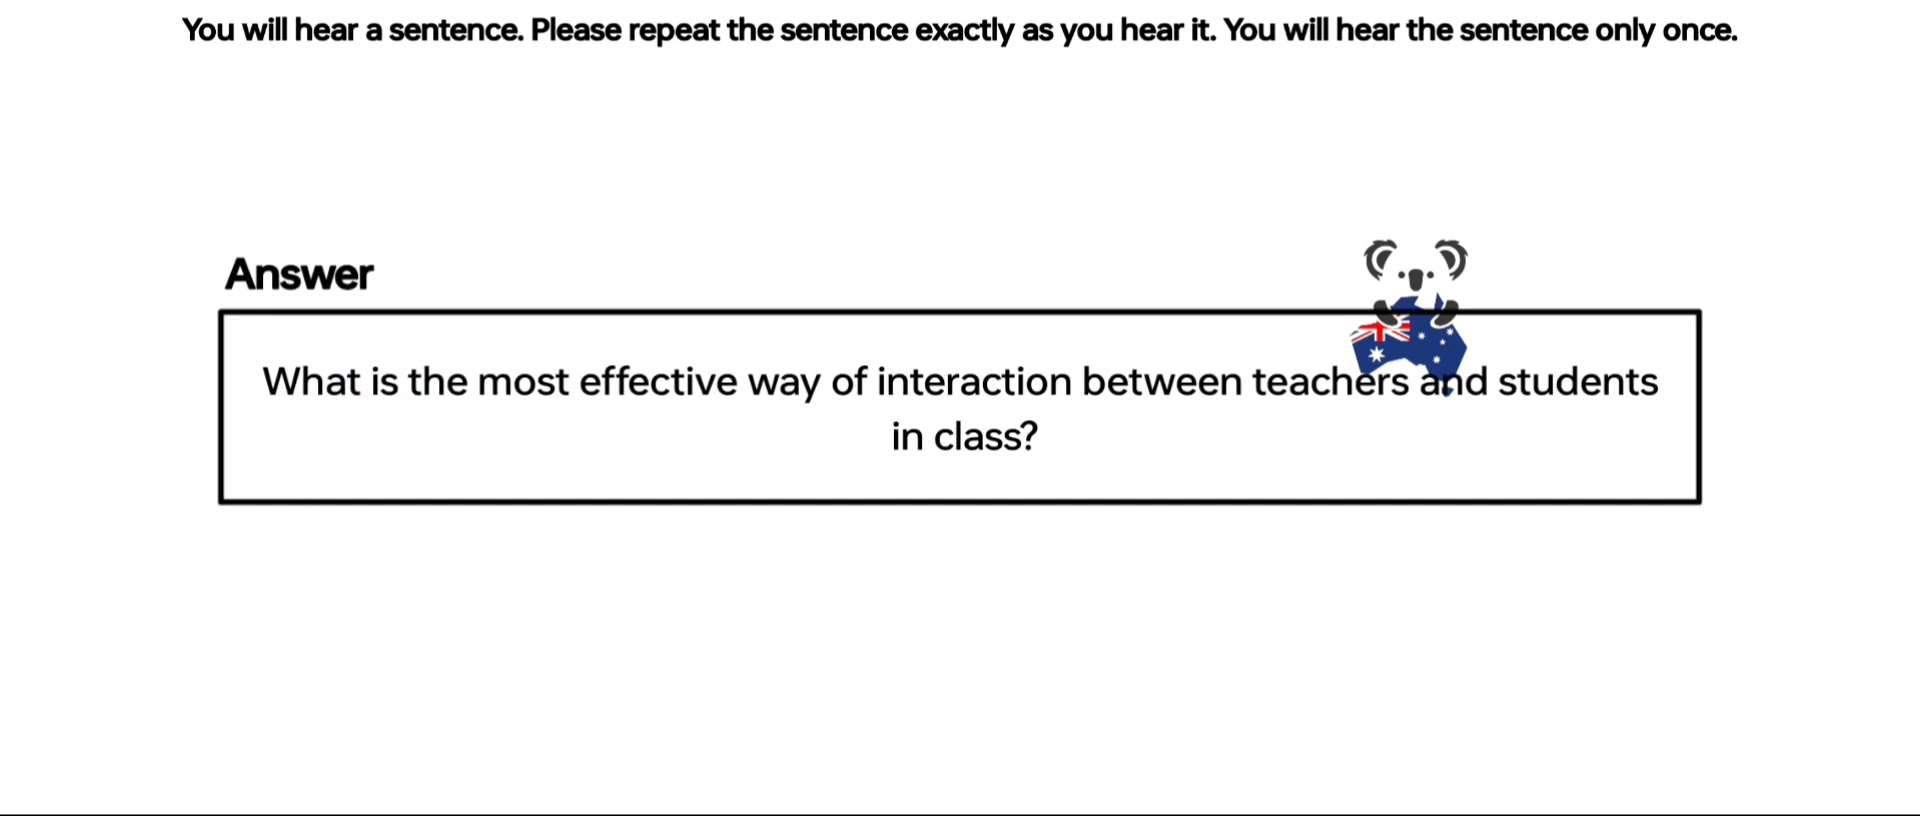 You will hear a sentence. Please repeat the sentence exactly as you hear it. You will hear the sentence only once.
Answer
What is the most effective way of interaction between teachers and students
in class?